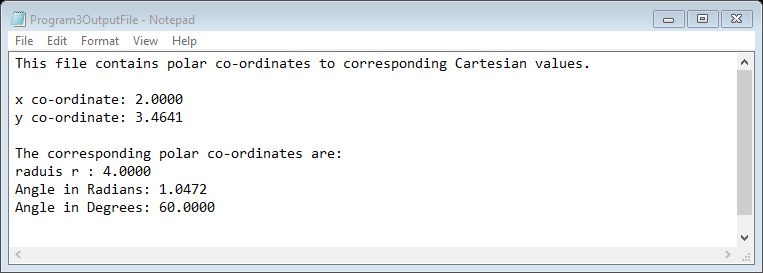 Program3OutputFile - Notepad
File Edit Format View Help
This file contains polar co-ordinates to corresponding Cartesian values.
x co-ordinate: 2.0000
y co-ordinate: 3.4641
The corresponding polar co-ordinates are:
raduis r : 4.0000
Angle in Radians: 1.0472
Angle in Degrees: 60.0000